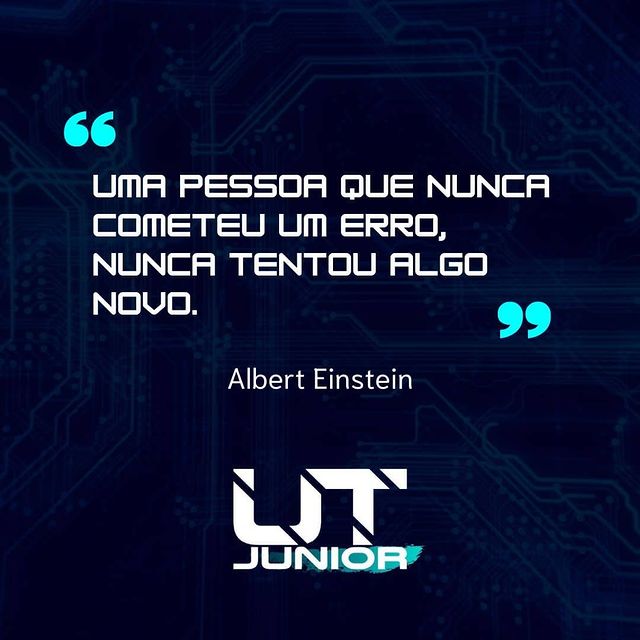 “
UMA PESSOA QUE NUNCA
COMETEU UM ERRO,
NUNCA TENTOU ALGO
NOVO.
”
Albert Einstein
UT
JUNIOR